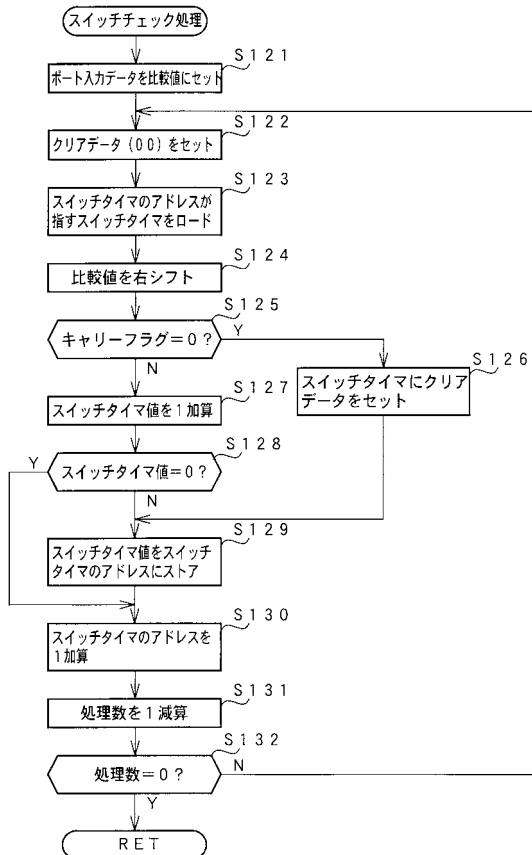 スイッチチェック処理
S121
ポート入力データを比較値にセット
S122
クリアデータ(00)をセット
S123
スイッチタイマのアドレスが
指すスイッチタイマをロード
S124
比較値を右シフト
S125
キャリーフラグ=0?
Y
N
S126
スイッチタイマにクリア
データをセット
S127
スイッチタイマ値を1加算
S128
Y
スイッチタイマ値=0?
N
S129
スイッチタイマ値をスイッチ
タイマのアドレスにストア
S130
スイッチタイマのアドレスを
1加算
S131
処理数を1減算
S132
処理数=0?
N
Y
RET